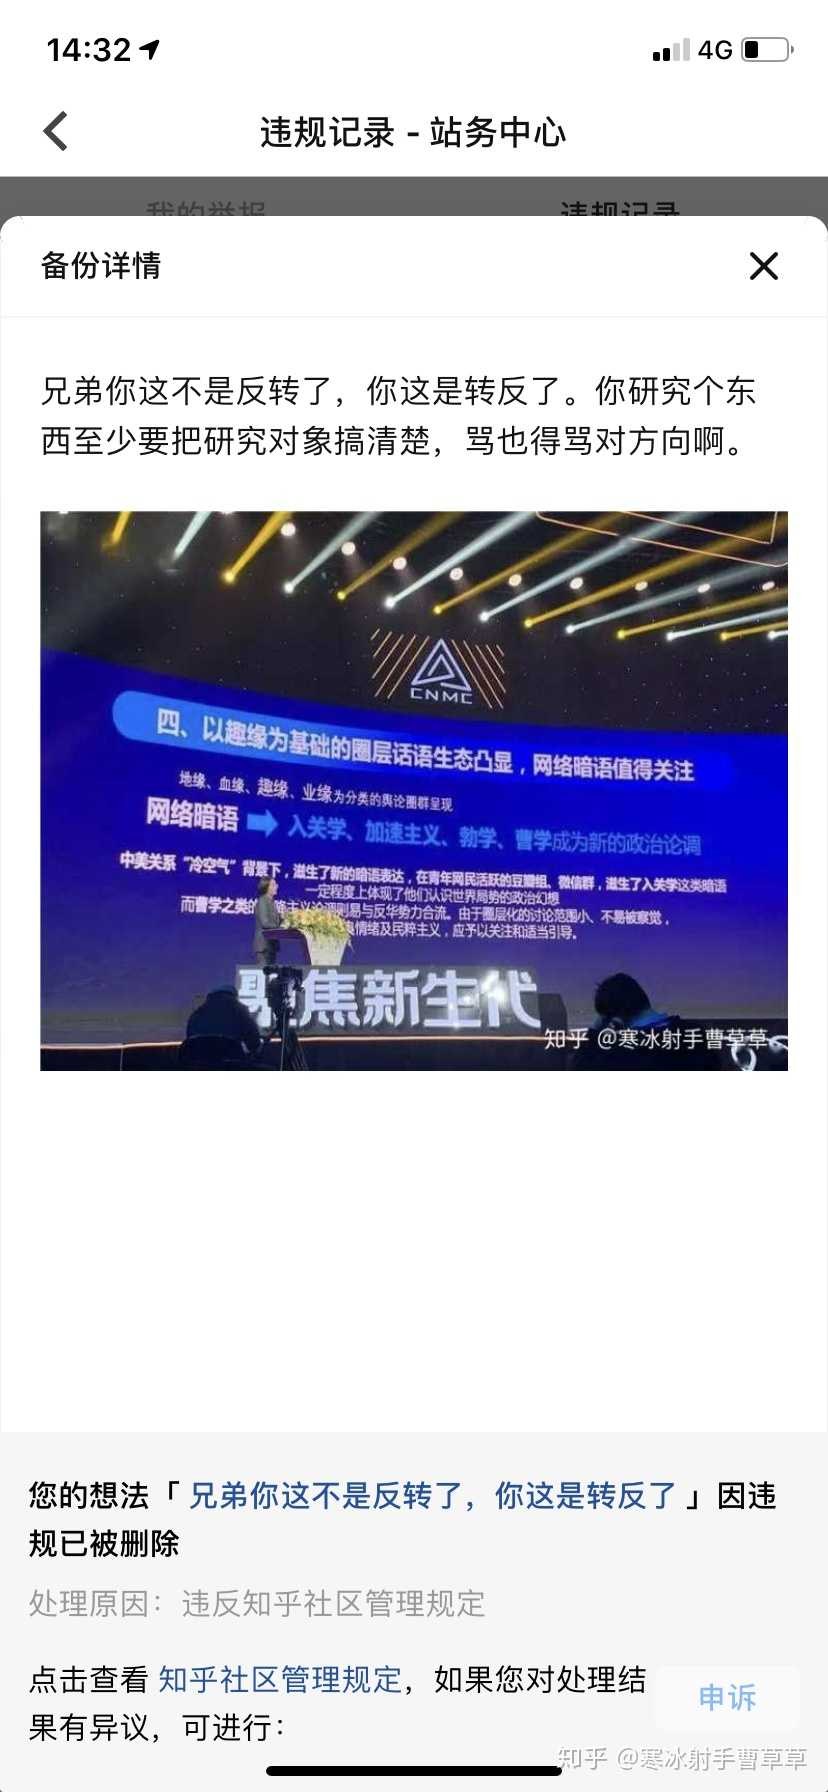 14:32
4G
违规记录 - 站务中心
我的举报 违规记录
备份详情
兄弟你这不是反转了，你这是转反了。你研究个东
西至少要把研究对象搞清楚，骂也得骂对方向啊。
CNMC
四、以趣缘为基础的圈层话语生态凸显，网络暗语值得关注
地缘、血缘、趣缘、业缘为分类的舆论圈群呈现
网络暗语 入关学、加速主义、勃学、曹学成为新的政治论调
中美关系“冷空气”背景下，滋生了新的暗语表达，在青年网民活跃的豆瓣组、微信群，滋生了入关学这类暗语
一定程度上体现了他们认识世界局势的政治幻想
而曹学之类的 主义论调则易与反华势力合流。由于圈层化的讨论范围小、不易被察觉，
情绪及民粹主义，应予以关注和适当引导。
聚焦新生代
知乎 @寒冰射手曹草草
您的想法「 兄弟你这不是反转了，你这是转反了 」因违
规已被删除
处理原因：违反知乎社区管理规定
点击查看 知乎社区管理规定，如果您对处理结
果有异议，可进行：
申诉
知乎 @寒冰射手曹草草